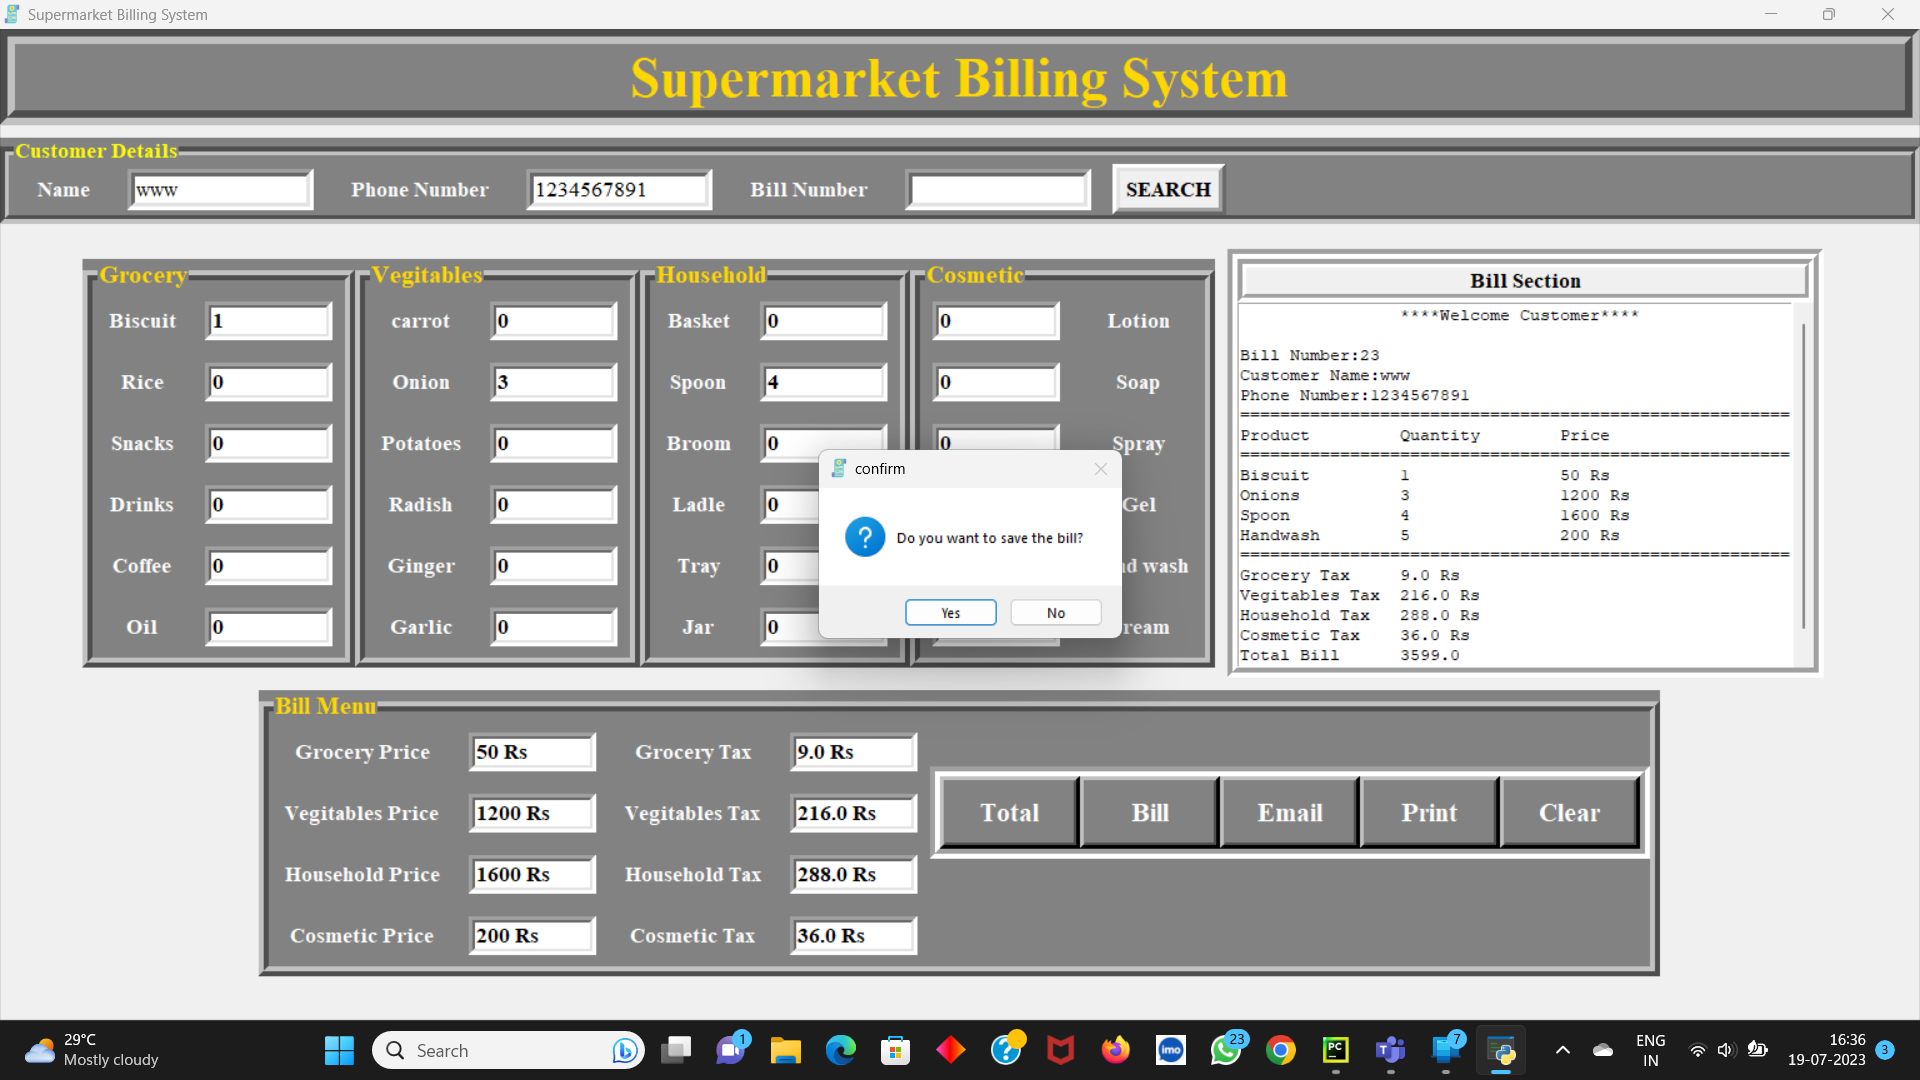 Supermarket Billing System
Supermarket Billing System
Customer Details
Name www Phone Number 1234567891 Bill Number SEARCH
Grocery Vegitables Household Cosmetic
Biscuit 1 carrot 0 Basket 0 0 Lotion
Rice 0 Onion 3 Spoon 4 0 Soap
Snacks 0 Potatoes 0 Broom 0 0 Spray
Drinks 0 Radish 0 Ladle 0 Gel
Coffee 0 Ginger 0 Tray 0 d wash
Oil 0 Garlic 0 Jar 0 ream
confirm
Do you want to save the bill?
Yes No
Bill Section
****Welcome Customer****
Bill Number:23
Customer Name:www
Phone Number:1234567891
=======================================================
Product Quantity Price
=======================================================
Biscuit 1 50 Rs
Onions 3 1200 Rs
Spoon 4 1600 Rs
Handwash 5 200 Rs
=======================================================
Grocery Tax 9.0 Rs
Vegitables Tax 216.0 Rs
Household Tax 288.0 Rs
Cosmetic Tax 36.0 Rs
Total Bill 3599.0
Bill Menu
Grocery Price 50 Rs Grocery Tax 9.0 Rs
Vegitables Price 1200 Rs Vegitables Tax 216.0 Rs
Household Price 1600 Rs Household Tax 288.0 Rs
Cosmetic Price 200 Rs Cosmetic Tax 36.0 Rs
Total Bill Email Print Clear
29°C
Mostly cloudy
Search
1
imo
23
PC
7
ENG
IN
16:36
19-07-2023
3